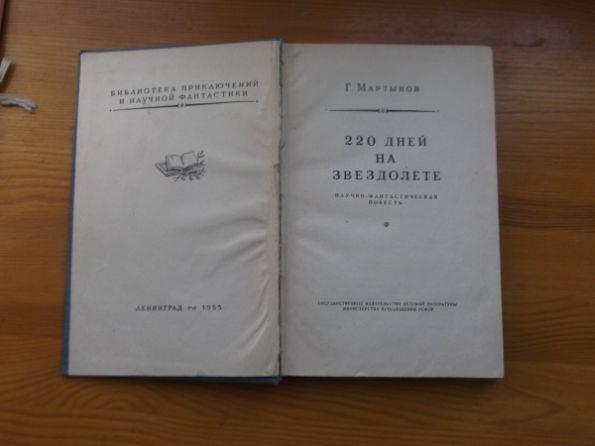 БИБЛИОТЕКА ПРИКЛЮЧЕНИЙ
И НАУЧНОЙ ФАНТАСТИКИ
ЛЕНИНГРАД 1955
Г. МАРТЫНОВ
220 ДНЕЙ
НА
ЗВЕЗДОЛЁТЕ
НАУЧНО-ФАНТАСТИЧЕСКАЯ
ПОВЕСТЬ
ГОСУДАРСТВЕННОЕ ИЗДАТЕЛЬСТВО ДЕТСКОЙ ЛИТЕРАТУРЫ
МИНИСТЕРСТВА ПРОСВЕЩЕНИЯ РСФСР